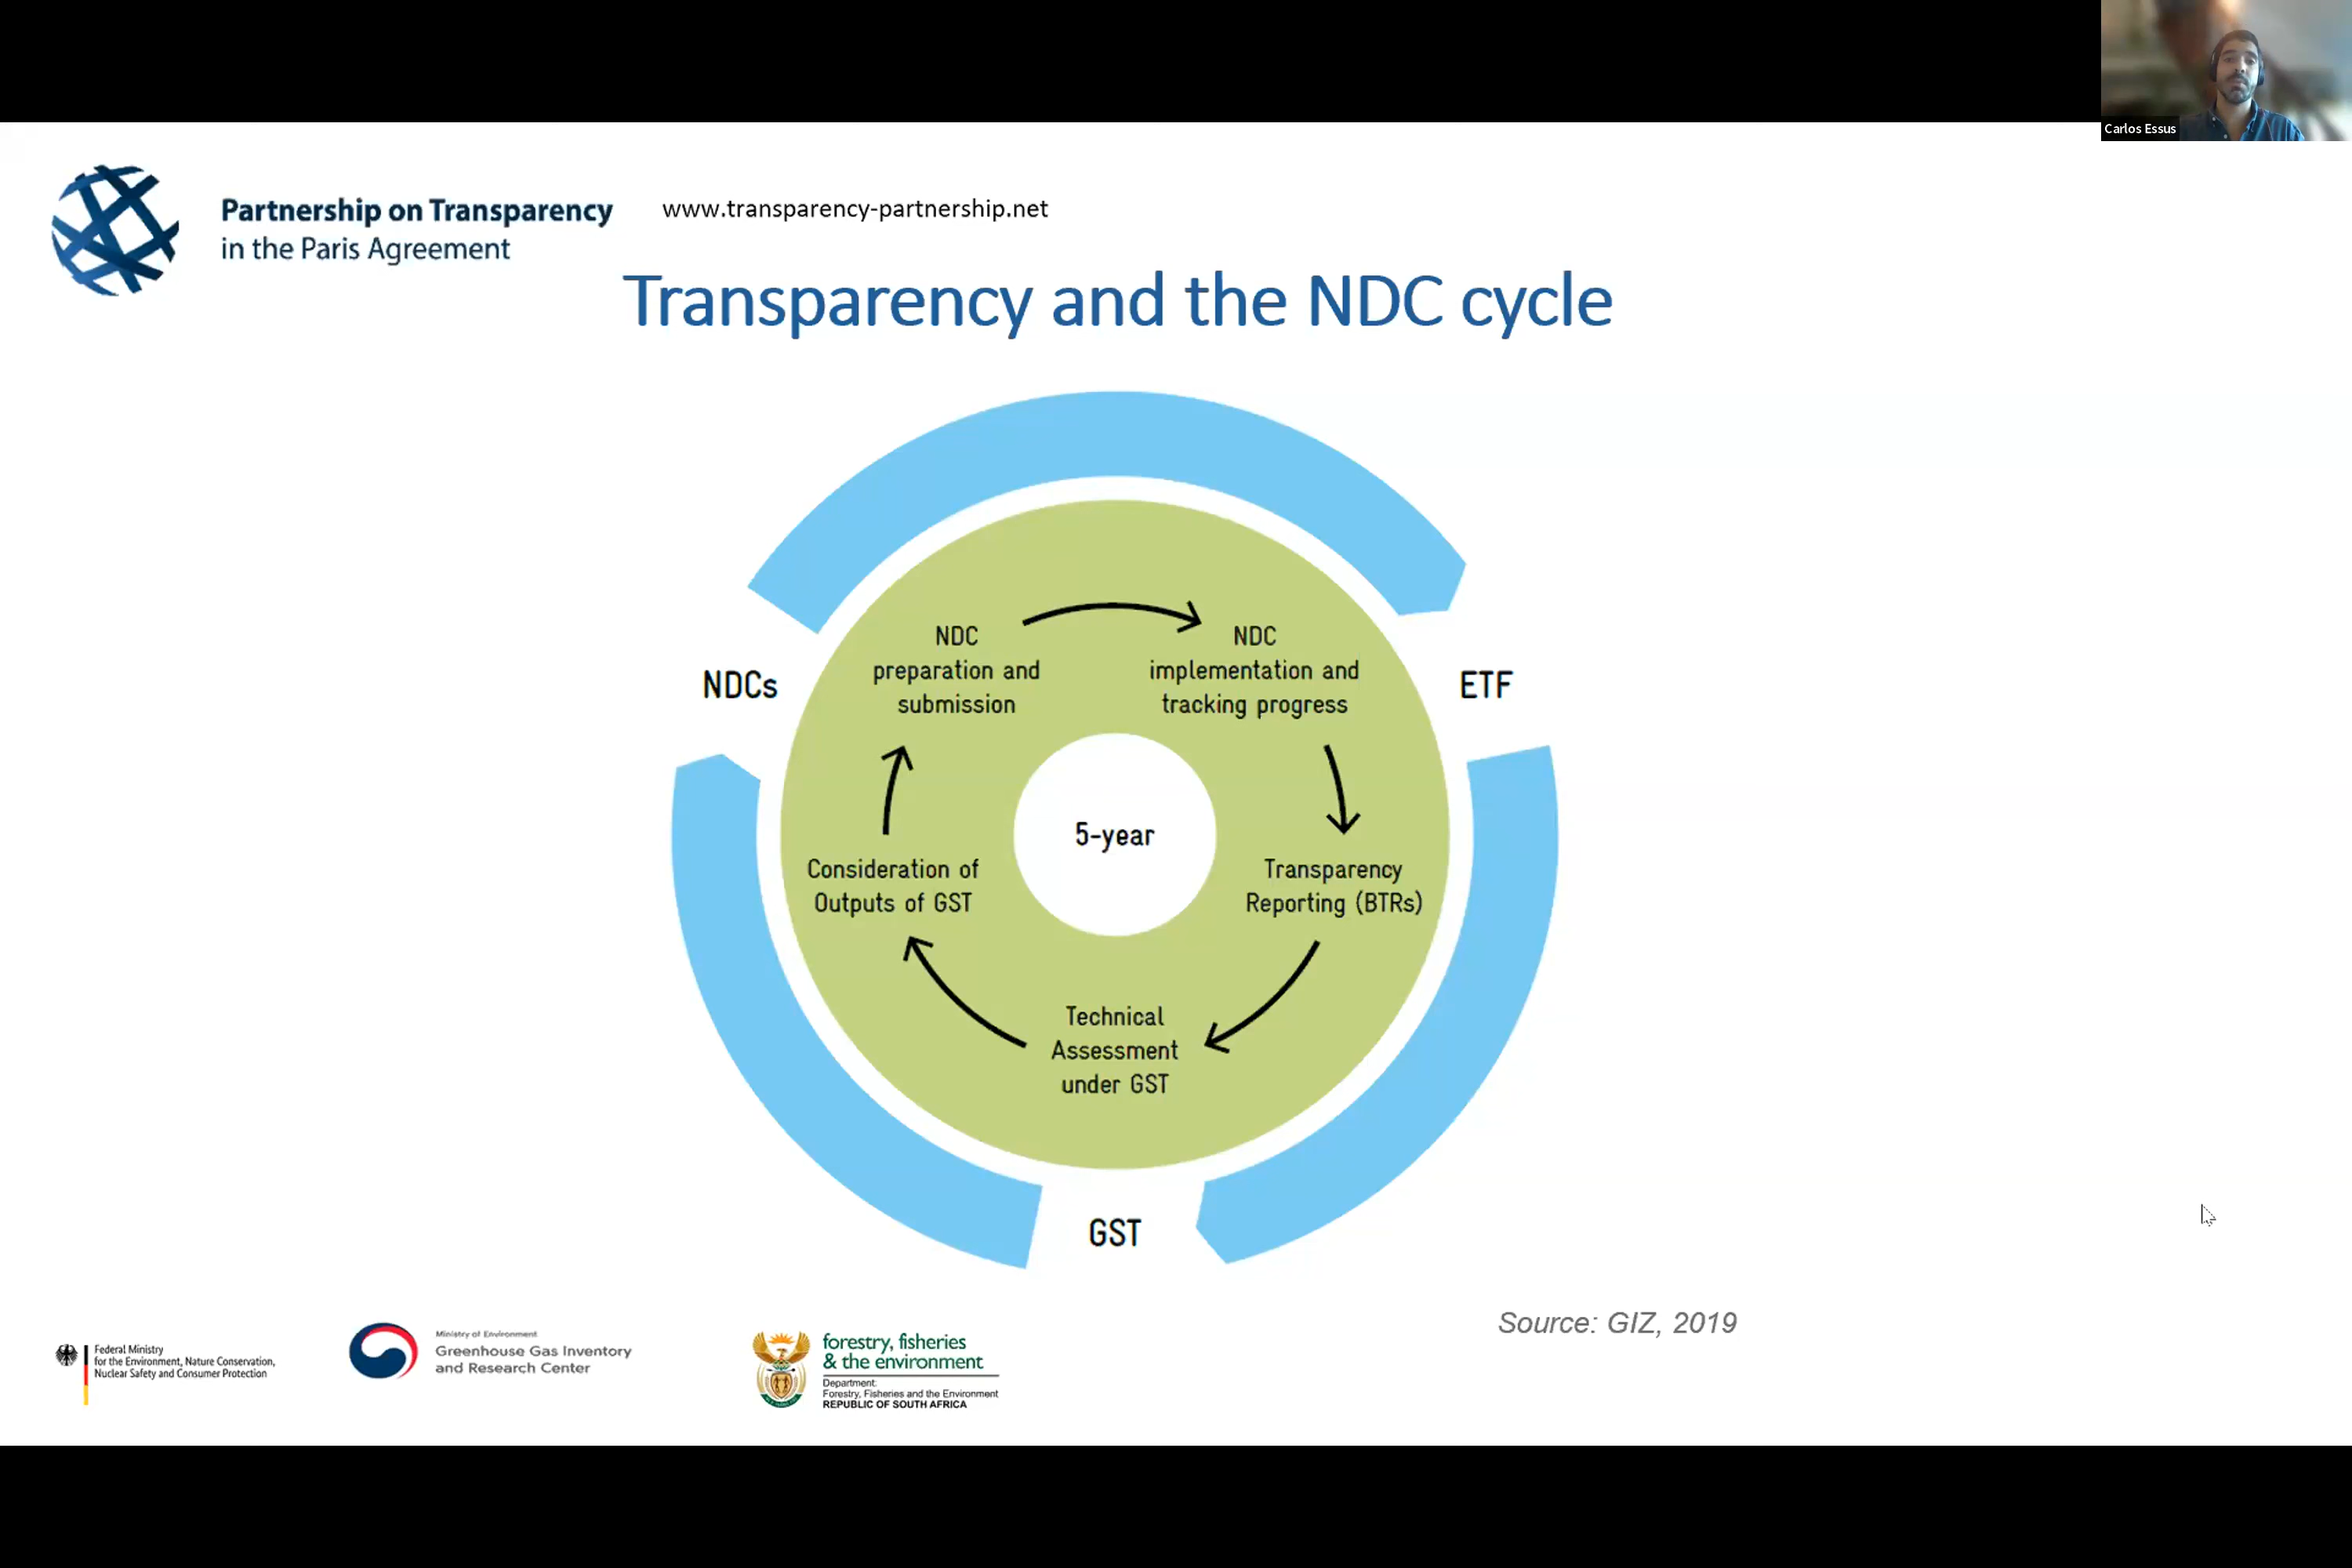 Carlos Essus
Partnership on Transparency
in the Paris Agreement
www.transparency-partnership.net
Transparency and the NDC cycle
NDC
preparation and
submission
NDC
implementation and
tracking progress
NDCs
ETF
5-year
Consideration of
Outputs of GST
Transparency
Reporting (BTRs)
Technical
Assessment
under GST
GST
Source: GIZ, 2019
Federal Ministry
for the Environment, Nature Conservation,
Nuclear Safety and Consumer Protection
Ministry of Environment
Greenhouse Gas Inventory
and Research Center
forestry, fisheries
& the environment
Department:
Forestry, Fisheries and the Environment
REPUBLIC OF SOUTH AFRICA